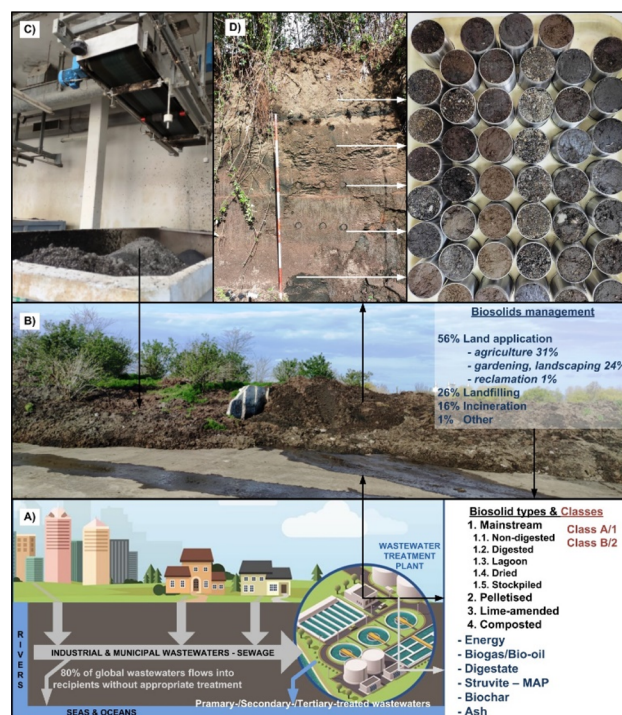 C)
D)
B)
Biosolids management
56% Land application
- agriculture 31%
- gardening, landscaping 24%
- reclamation 1%
26% Landfilling
16% Incineration
1% Other
A)
WASTEWATER
TREATMENT
PLANT
RIVERS
INDUSTRIAL & MUNICIPAL WASTEWATERS - SEWAGE
80% of global wastewaters flows into
recipients without appropriate treatment
Pramary-/Secondary-/Tertiary-treated wastewaters
SEAS & OCEANS
Biosolid types & Classes
1. Mainstream
1.1. Non-digested
1.2. Digested
1.3. Lagoon
1.4. Dried
1.5. Stockpiled
2. Pelletised
3. Lime-amended
4. Composted
Class A/1
Class B/2
- Energy
- Biogas/Bio-oil
- Digestate
- Struvite – MAP
- Biochar
- Ash